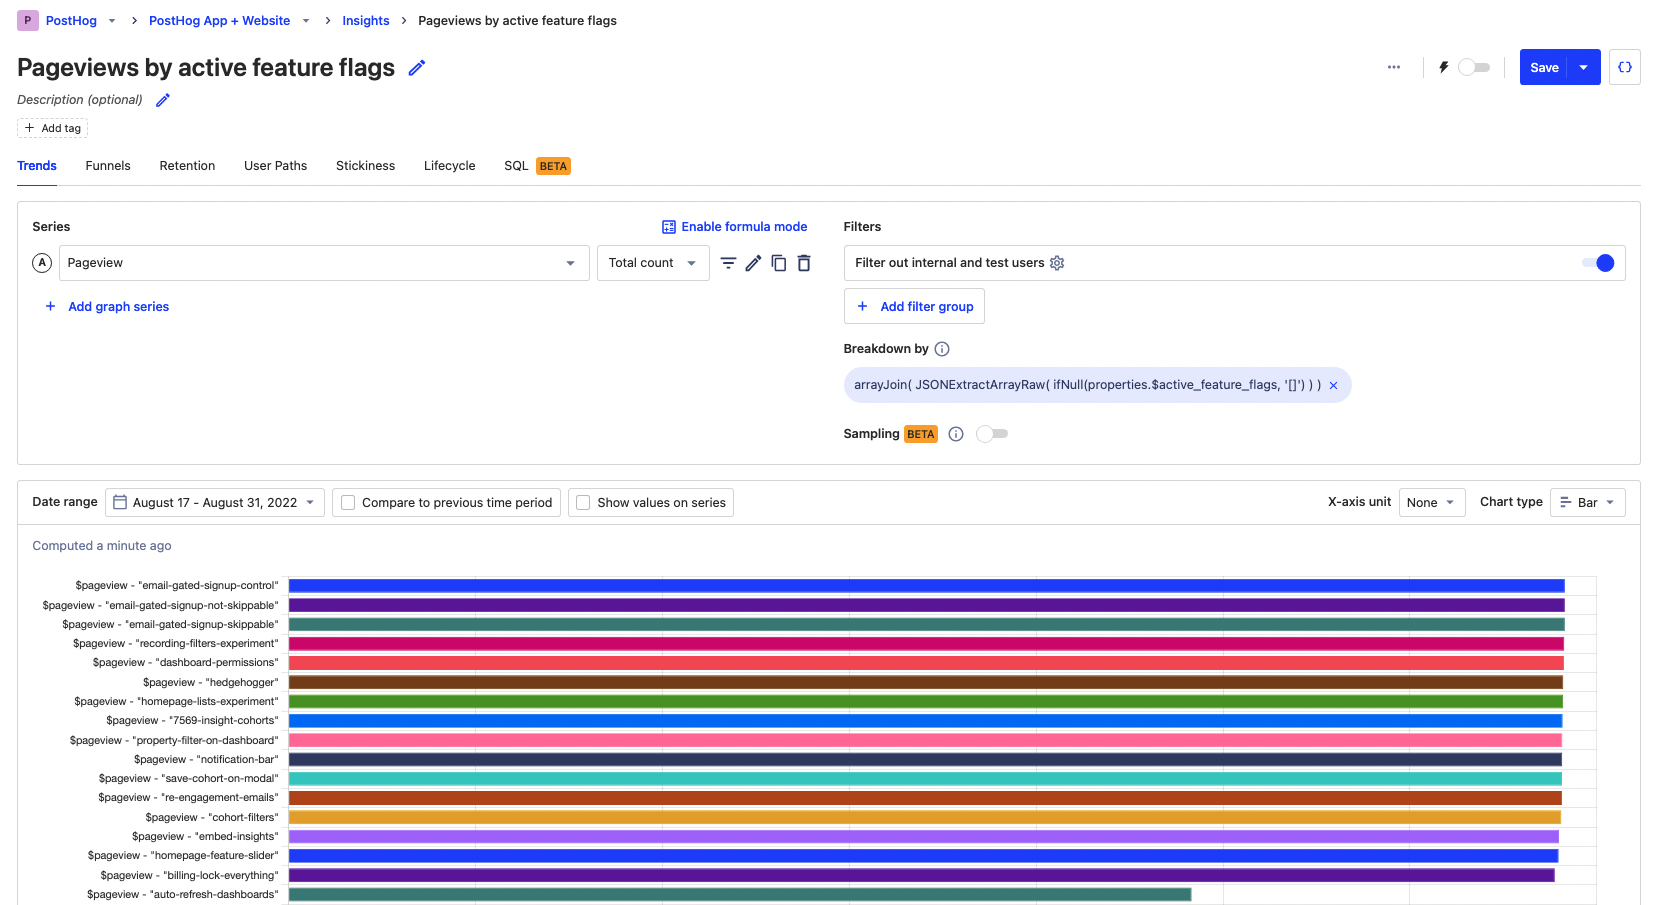 P PostHog PostHog App + Website Insights Pageviews by active feature flags
Pageviews by active feature flags
Save
Description (optional)
Add tag
Trends Funnels Retention User Paths Stickiness Lifecycle SQL BETA
Series Enable formula mode
A Pageview Total count
Add graph series
Filters
Filter out internal and test users
Add filter group
Breakdown by
arrayJoin( JSONExtractArrayRaw( ifNull(properties.$active_feature_flags, '[]') ) )
Sampling BETA
Date range August 17 - August 31, 2022 Compare to previous time period Show values on series X-axis unit None Chart type Bar
Computed a minute ago
$pageview - "email-gated-signup-control"
$pageview - "email-gated-signup-not-skippable"
$pageview - "email-gated-signup-skippable"
$pageview - "recording-filters-experiment"
$pageview - "dashboard-permissions"
$pageview - "hedgehogger"
$pageview - "homepage-lists-experiment"
$pageview - "7569-insight-cohorts"
$pageview - "property-filter-on-dashboard"
$pageview - "notification-bar"
$pageview - "save-cohort-on-modal"
$pageview - "re-engagement-emails"
$pageview - "cohort-filters"
$pageview - "embed-insights"
$pageview - "homepage-feature-slider"
$pageview - "billing-lock-everything"
$pageview - "auto-refresh-dashboards"